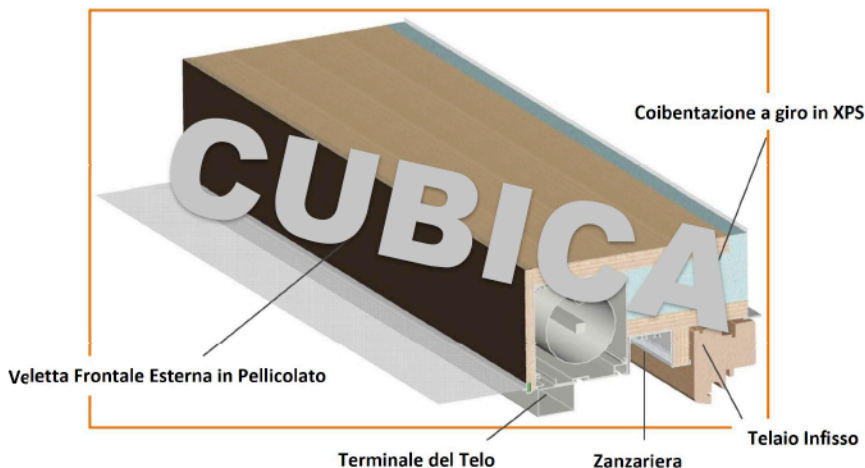 Coibentazione a giro in XPS
CUBICA
Veletta Frontale Esterna in Pellicolato
Telaio Infisso
Terminale del Telo
Zanzariera